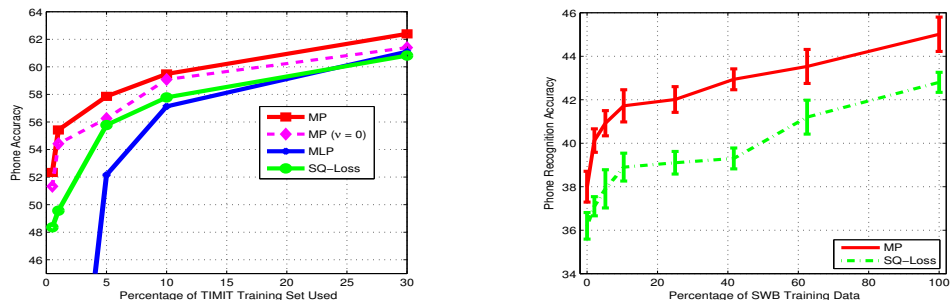 64
62
60
58
56
54
52
50
48
46
Phone Accuracy
MP
MP (ν = 0)
MLP
SQ−Loss
0 5 10 15 20 25 30
Percentage of TIMIT Training Set Used
46
44
42
40
38
36
34
Phone Recognition Accuracy
MP
SQ−Loss
0 20 40 60 80 100
Percentage of SWB Training Data